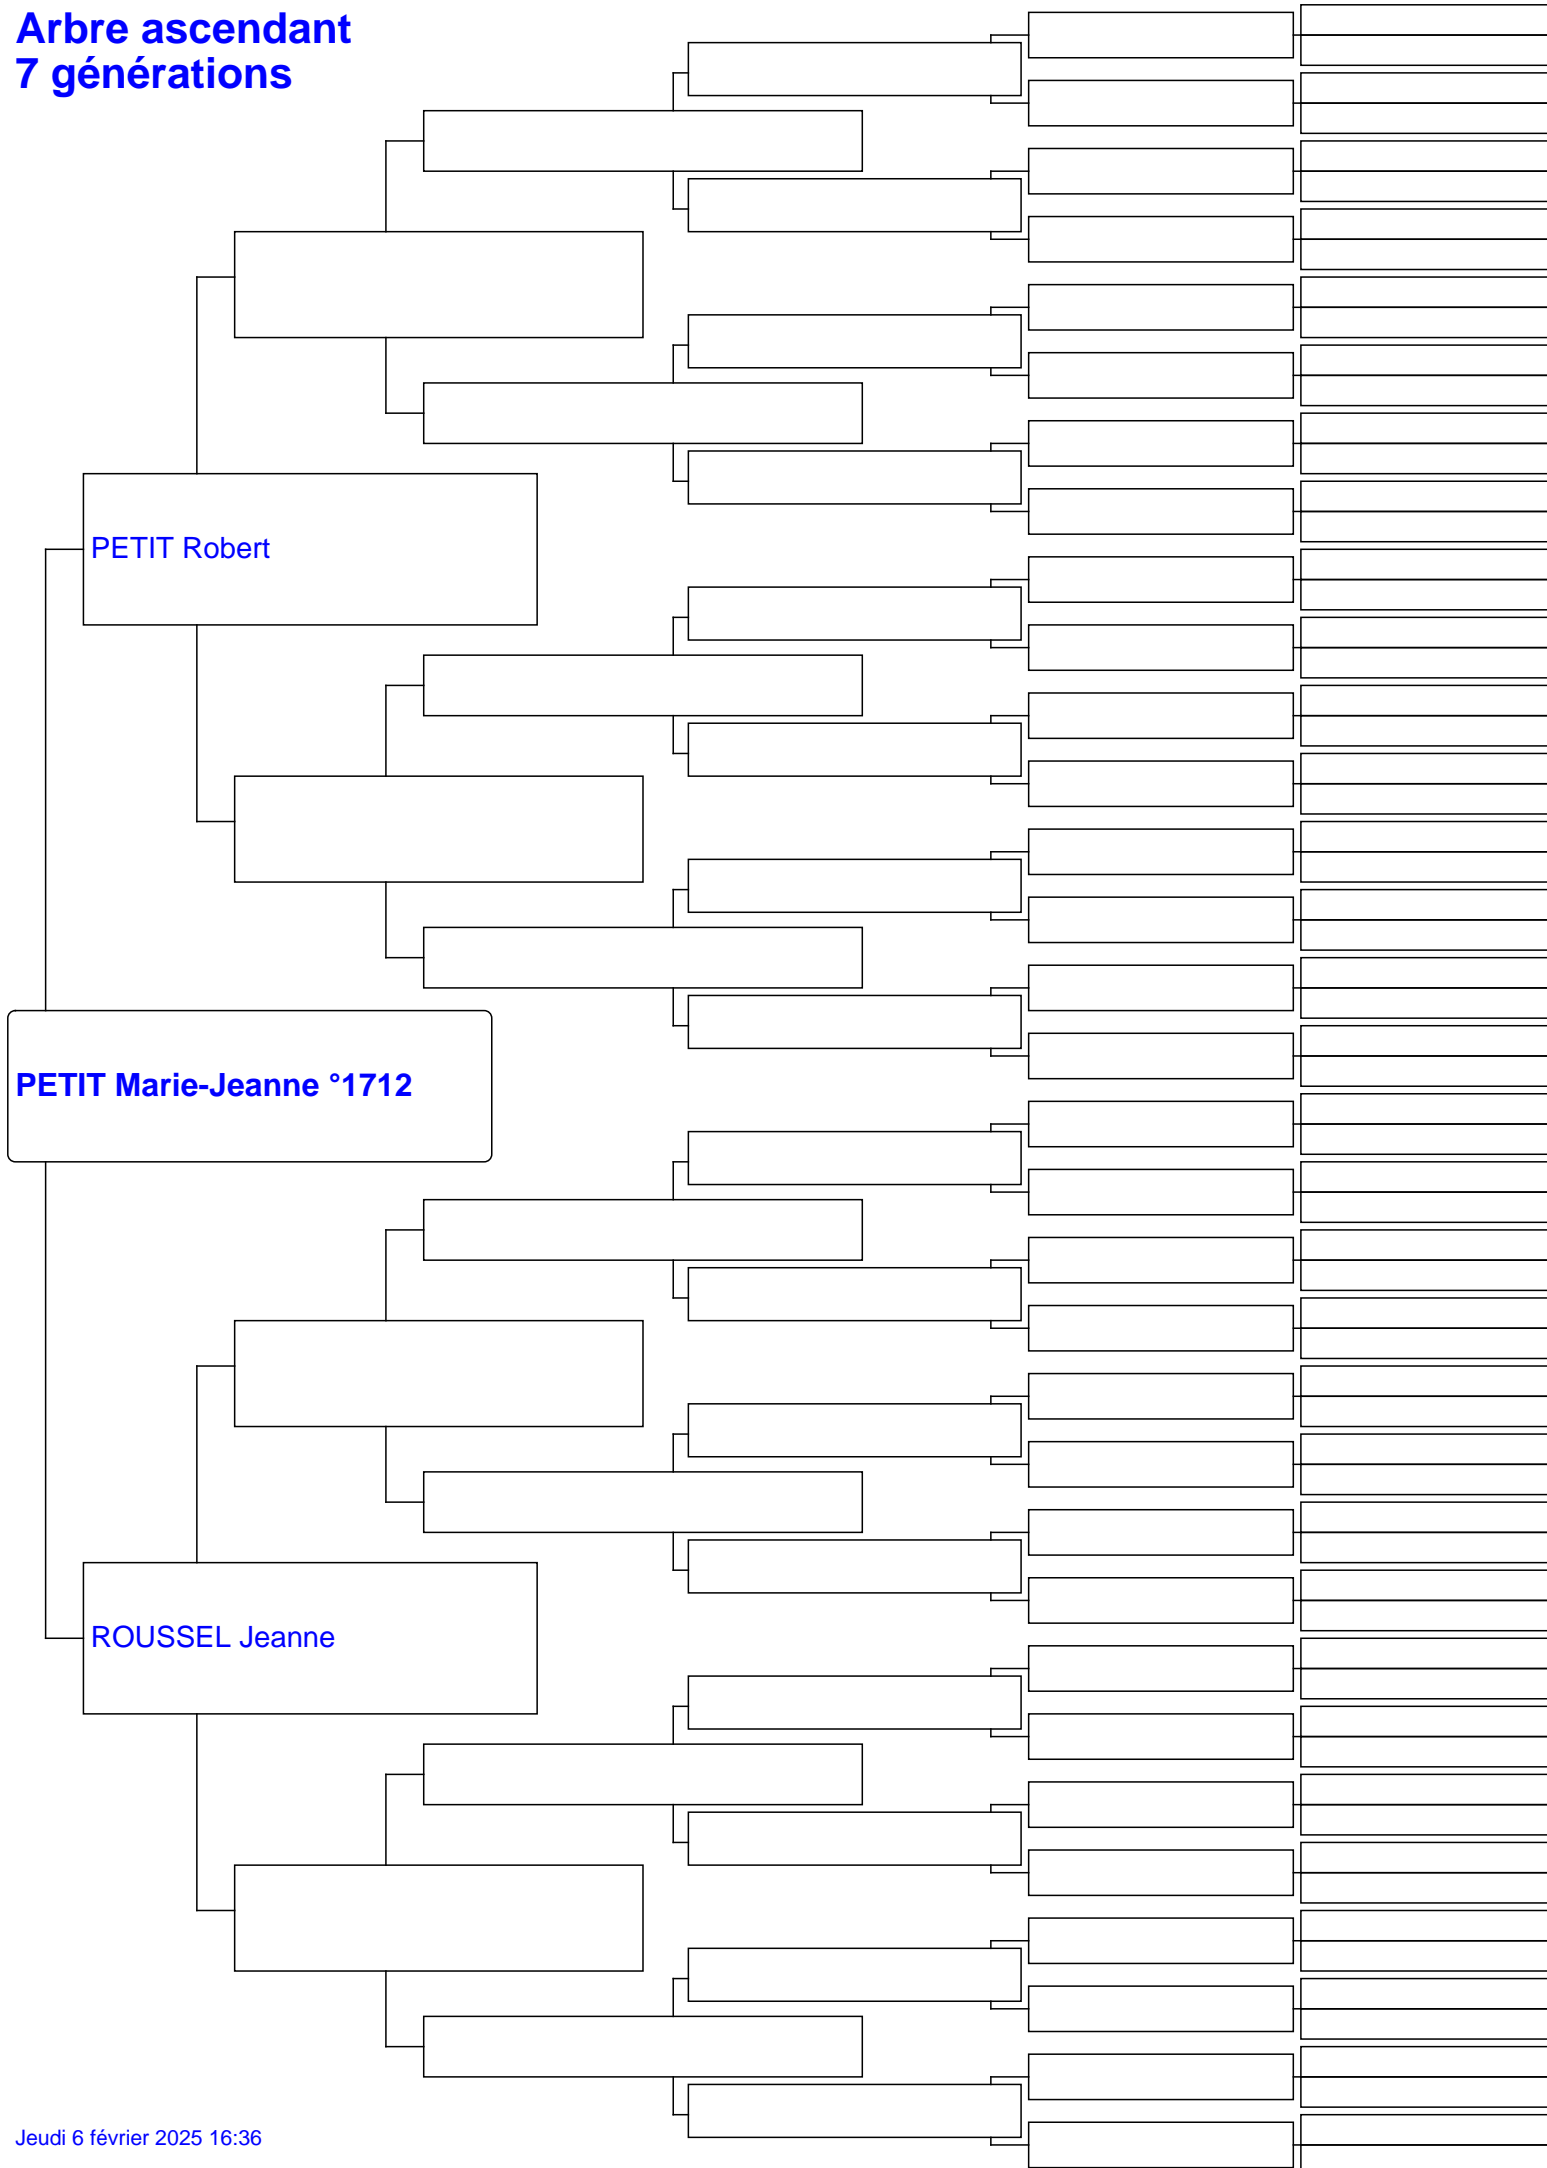 Arbre ascendant
7 générations
PETIT Robert
PETIT Marie-Jeanne °1712
ROUSSEL Jeanne
Jeudi 6 février 2025 16:36